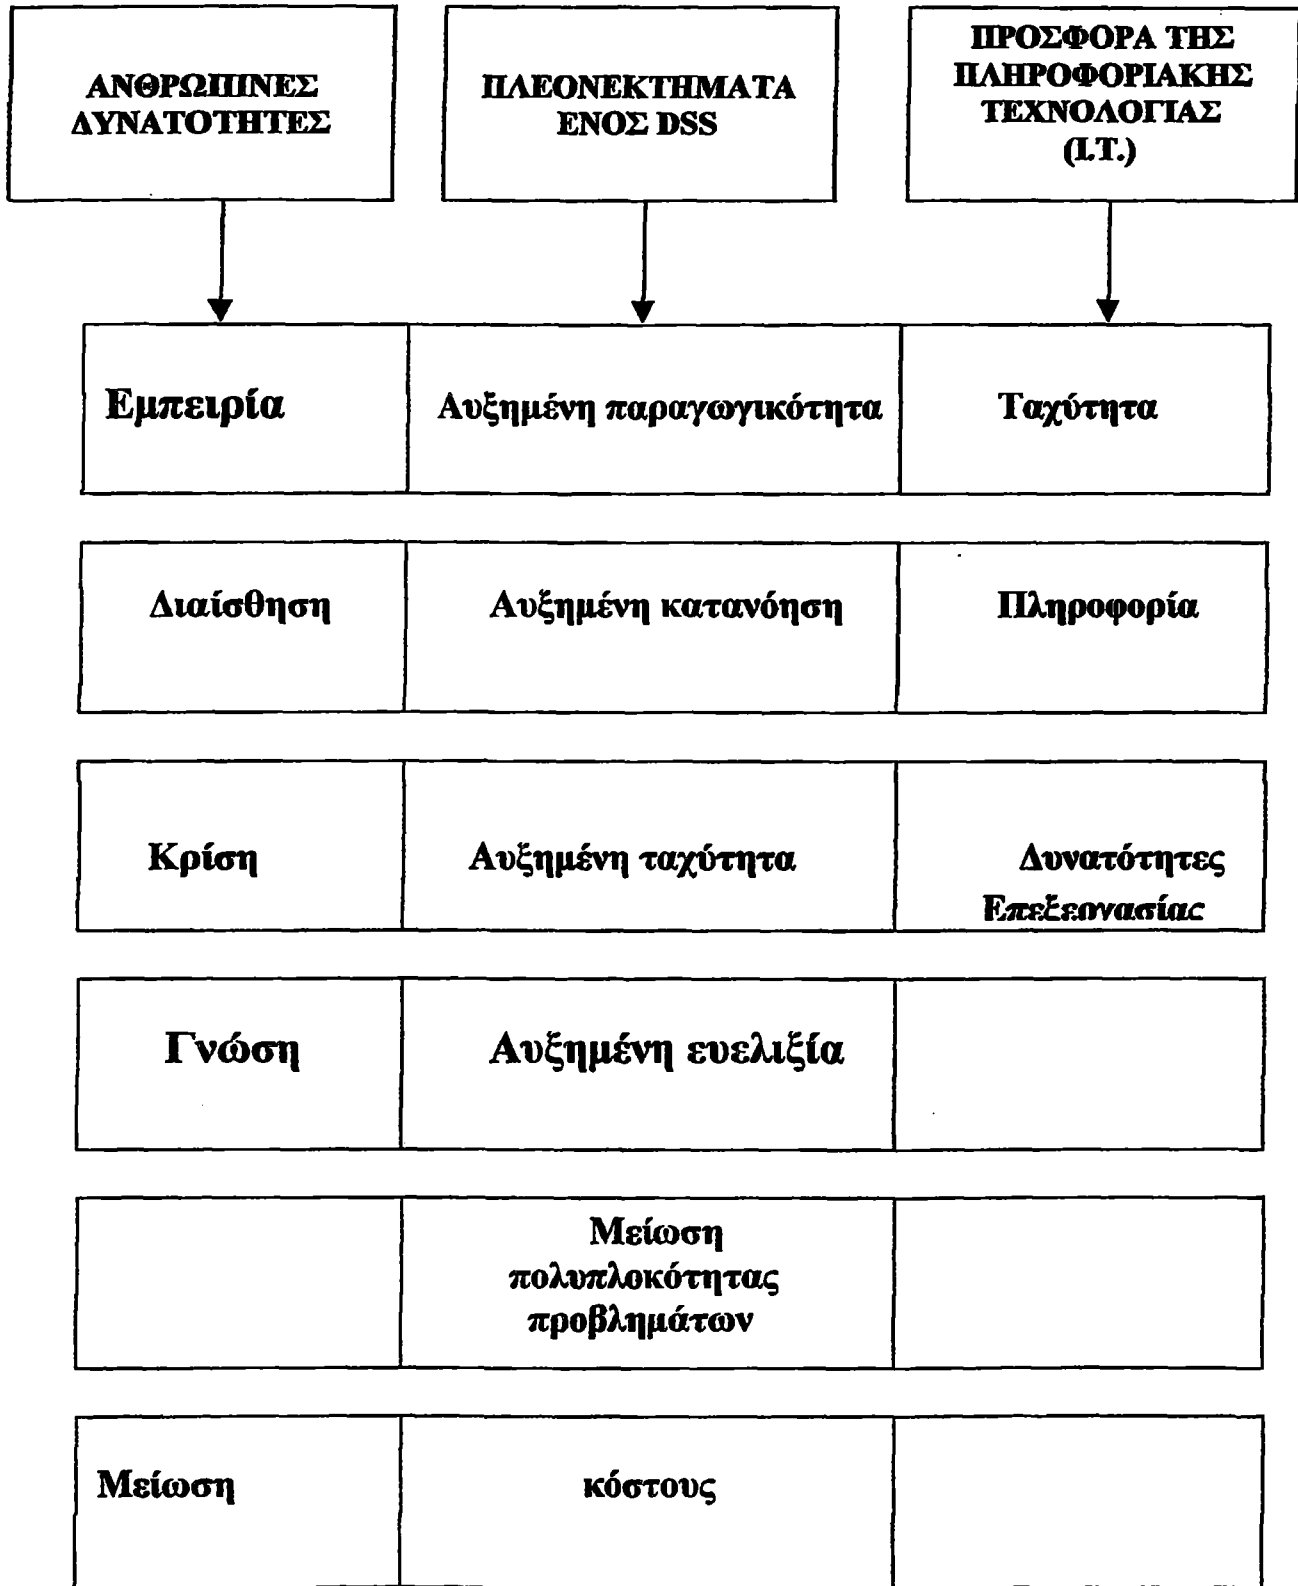 ΑΝΘΡΩΠΙΝΕΣ
ΔΥΝΑΤΟΤΗΤΕΣ
ΠΛΕΟΝΕΚΤΗΜΑΤΑ
ΕΝΟΣ DSS
ΠΡΟΣΦΟΡΑ ΤΗΣ
ΠΛΗΡΟΦΟΡΙΑΚΗΣ
ΤΕΧΝΟΛΟΓΙΑΣ
(I.T.)
Εμπειρία
Αυξημένη παραγωγικότητα
Ταχύτητα
Διαίσθηση
Αυξημένη κατανόηση
Πληροφορία
Κρίση
Αυξημένη ταχύτητα
Δυνατότητες
Επεξεργασίας
Γνώση
Αυξημένη ευελιξία
Μείωση
πολυπλοκότητας
προβλημάτων
Μείωση
κόστους